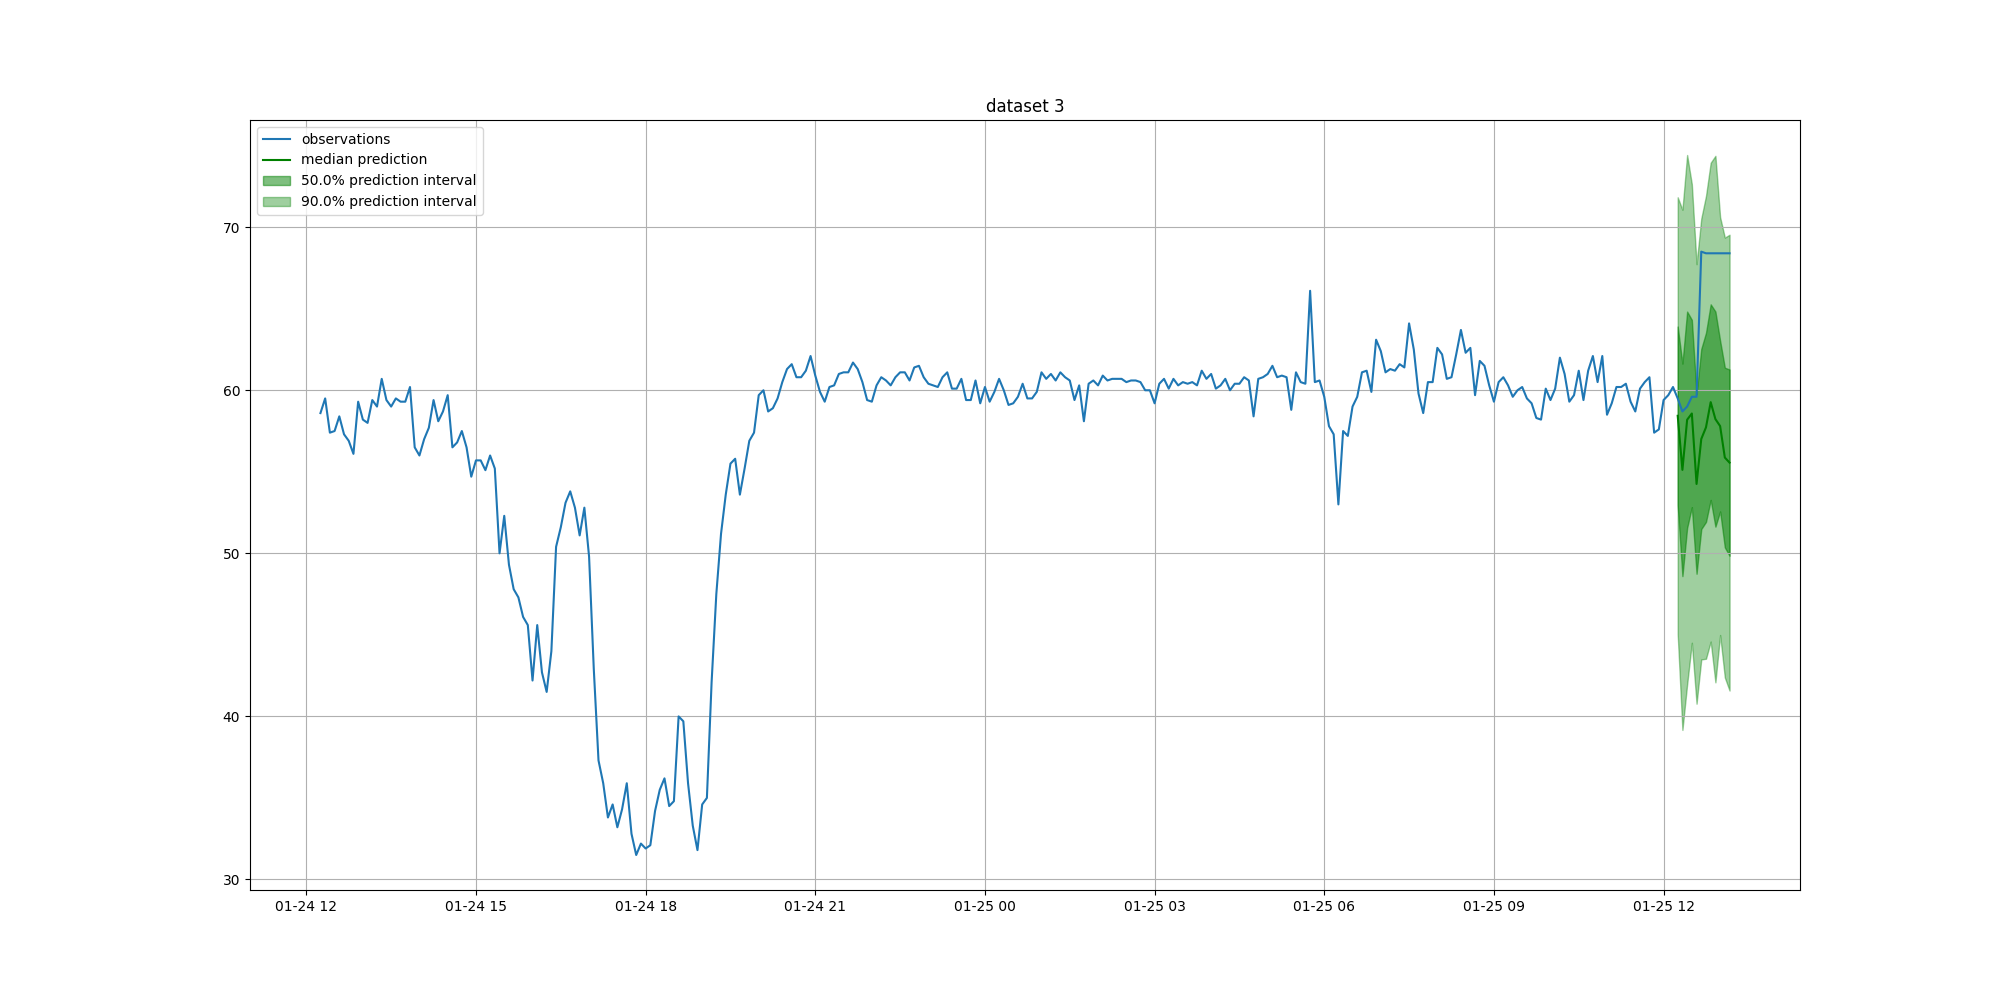 dataset 3
observations
median prediction
50.0% prediction interval
90.0% prediction interval
70
60
50
40
30
01-24 12
01-24 15
01-24 18
01-24 21
01-25 00
01-25 03
01-25 06
01-25 09
01-25 12